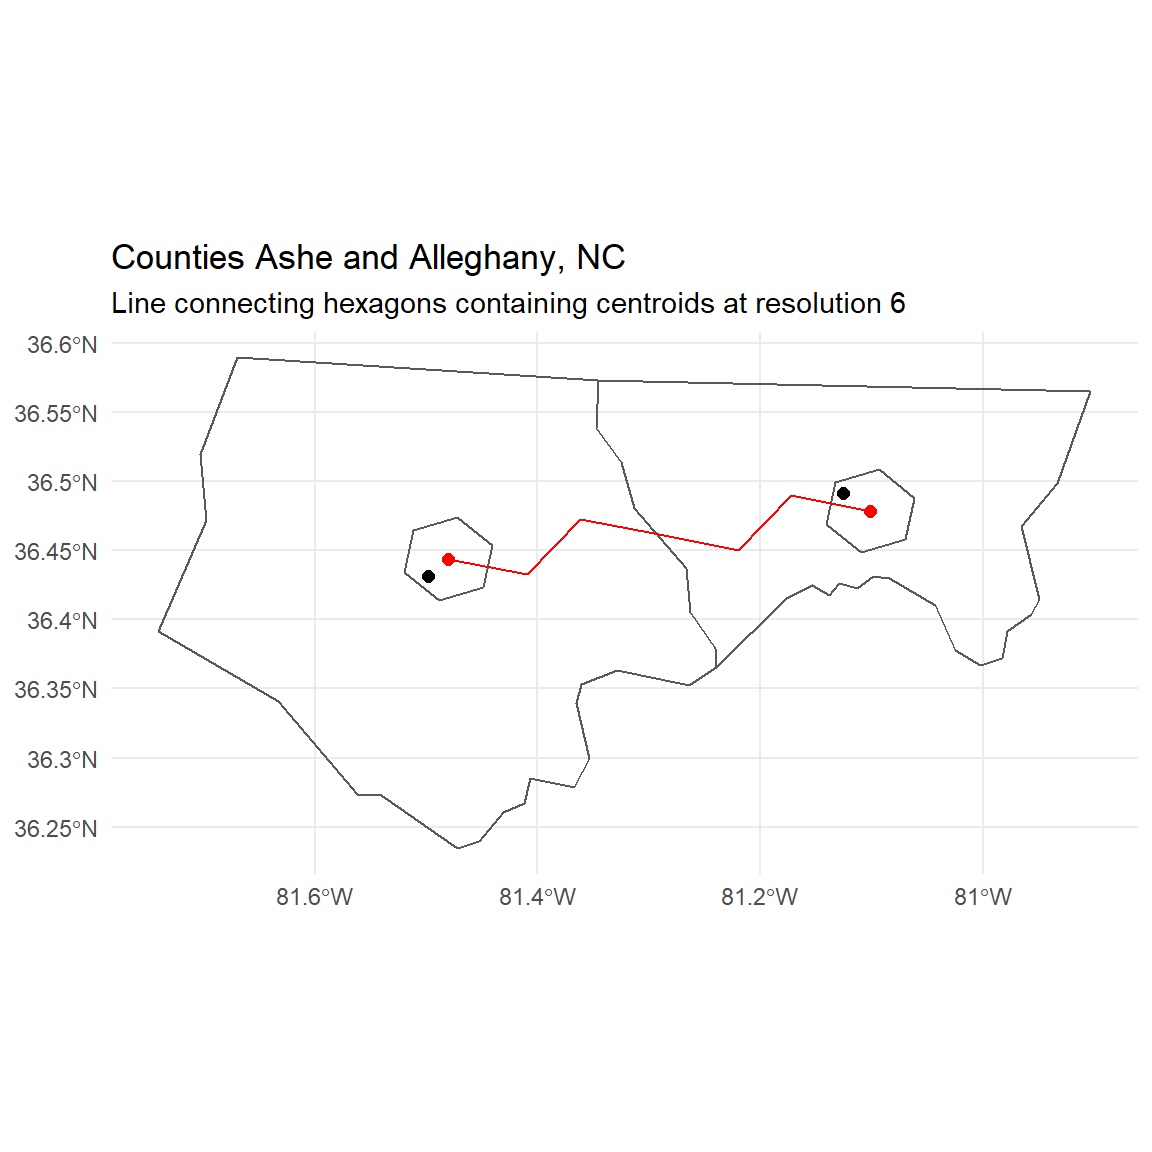 Counties Ashe and Alleghany, NC
Line connecting hexagons containing centroids at resolution 6
36.6°N
36.55°N
36.5°N
36.45°N
36.4°N
36.35°N
36.3°N
36.25°N
81.6°W 81.4°W 81.2°W 81°W